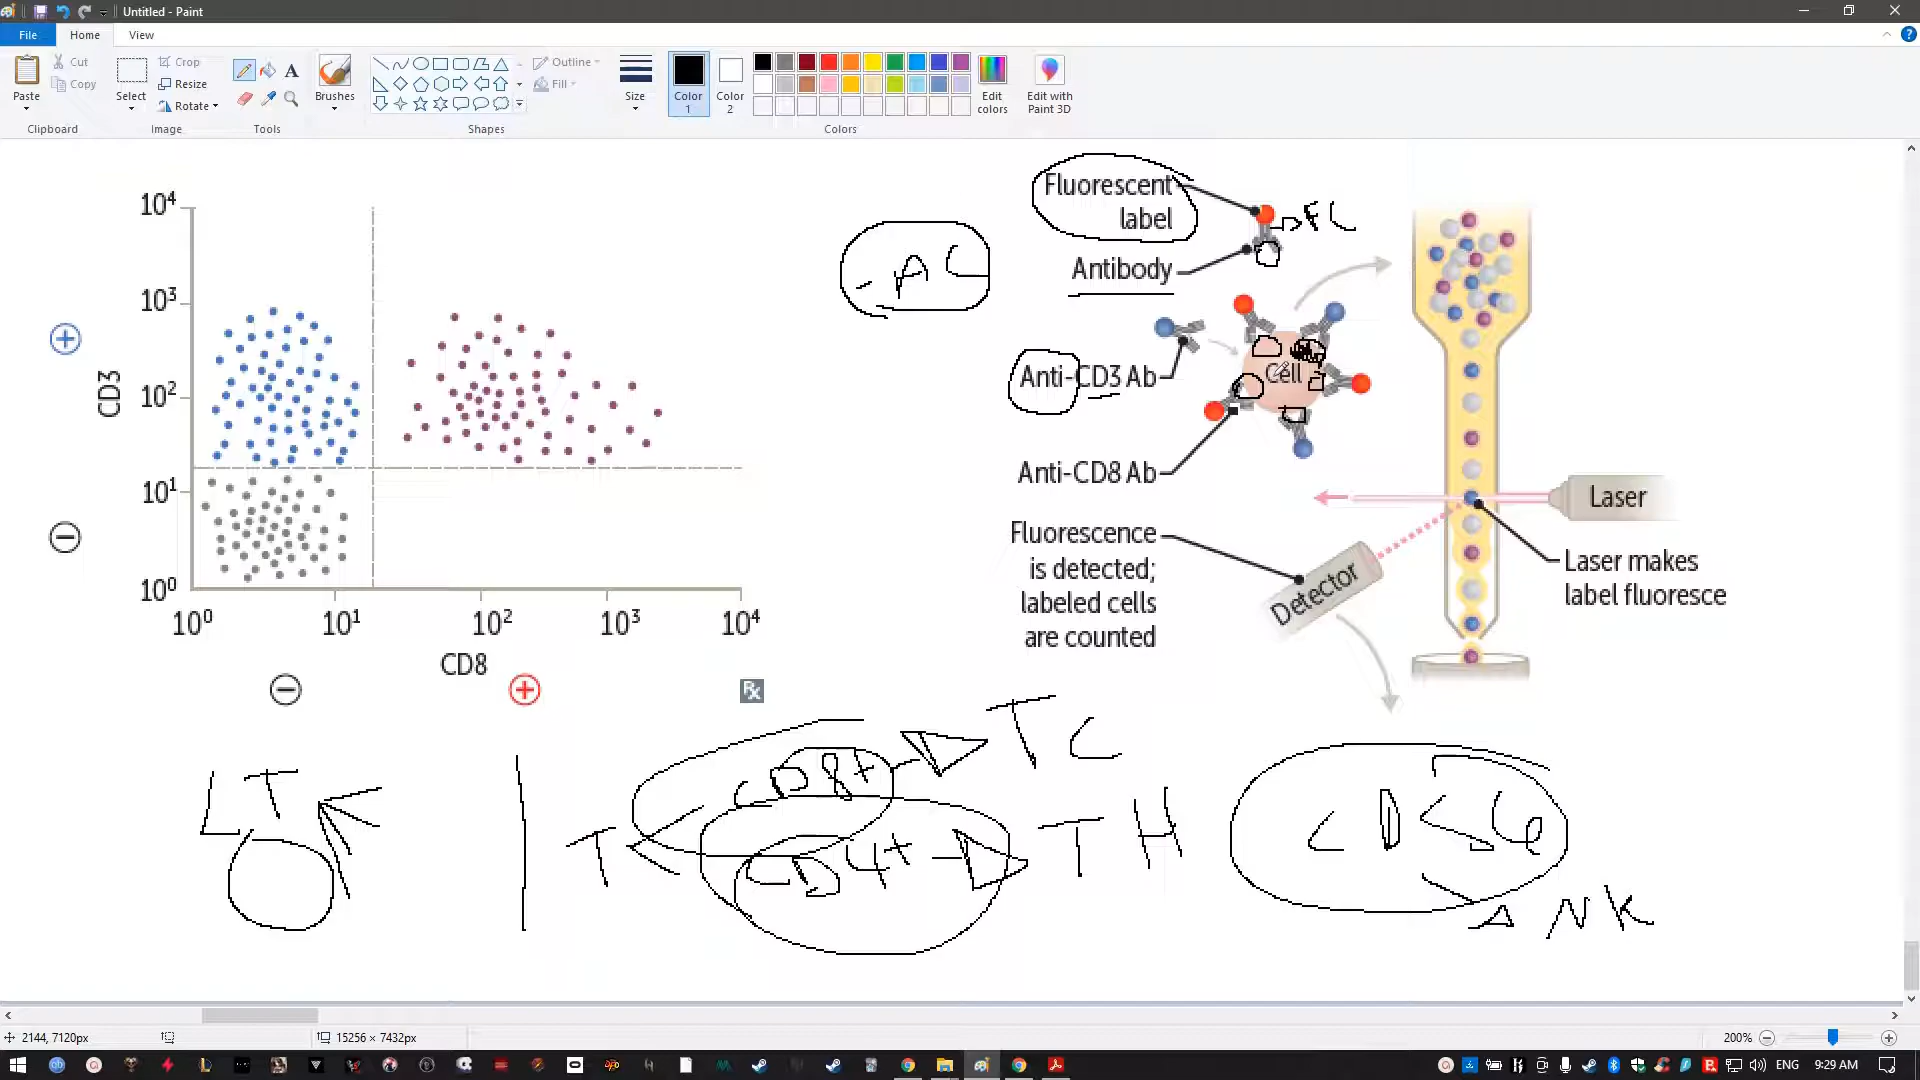 Untitled - Paint
File Home View
Paste
Cut
Copy
Clipboard
Select
Crop
Resize
Rotate
Image
A
Tools
Brushes
Shapes
Outline
Fill
Size
Color 1
Color 2
Colors
Edit colors
Edit with Paint 3D
10⁴
10³
10²
10¹
10⁰
CD3
10⁰ 10¹ 10² 10³ 10⁴
CD8
Rx
- AC
Fluorescent
label
FC
Antibody
Anti-CD3 Ab
Cell
Anti-CD8 Ab
Fluorescence
is detected;
labeled cells
are counted
Detector
Laser
Laser makes
label fluoresce
LT
T
CD8+
TC
CD4+
TH
CD56
NK
2144, 7120px
15256 × 7432px
200%
ENG
9:29 AM